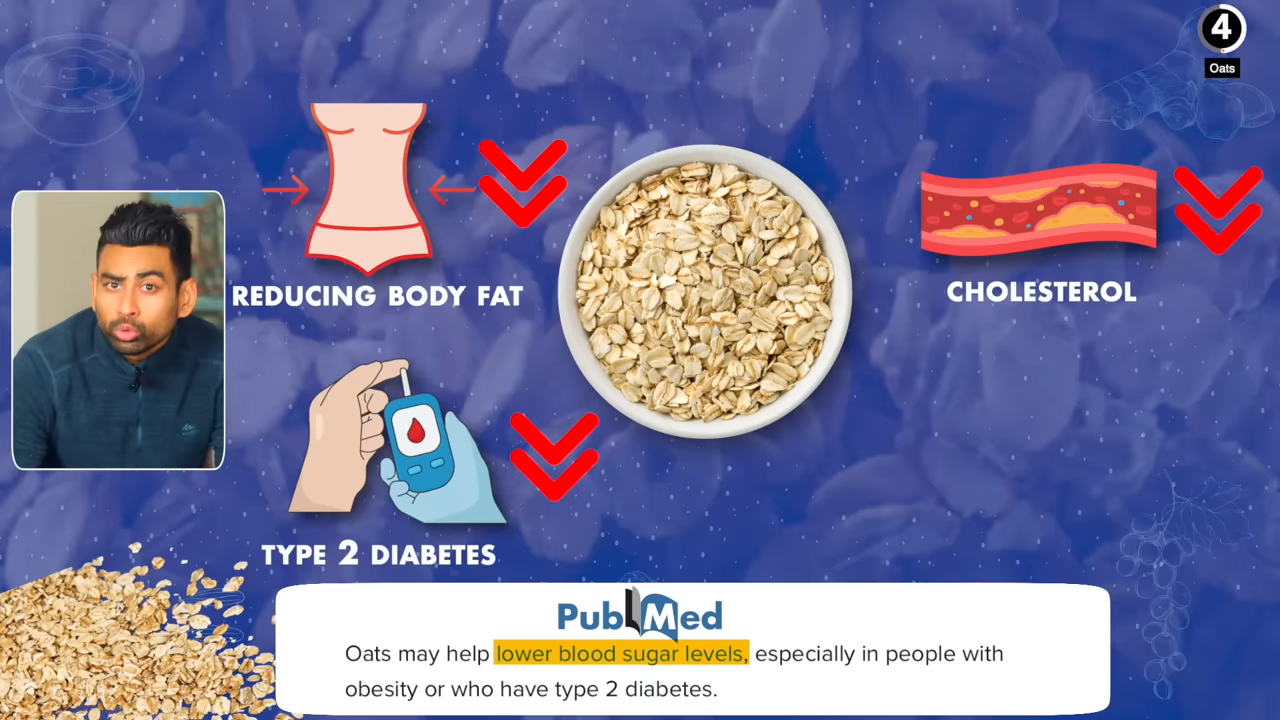 4
Oats
REDUCING BODY FAT
CHOLESTEROL
TYPE 2 DIABETES
PubMed
Oats may help lower blood sugar levels, especially in people with
obesity or who have type 2 diabetes.